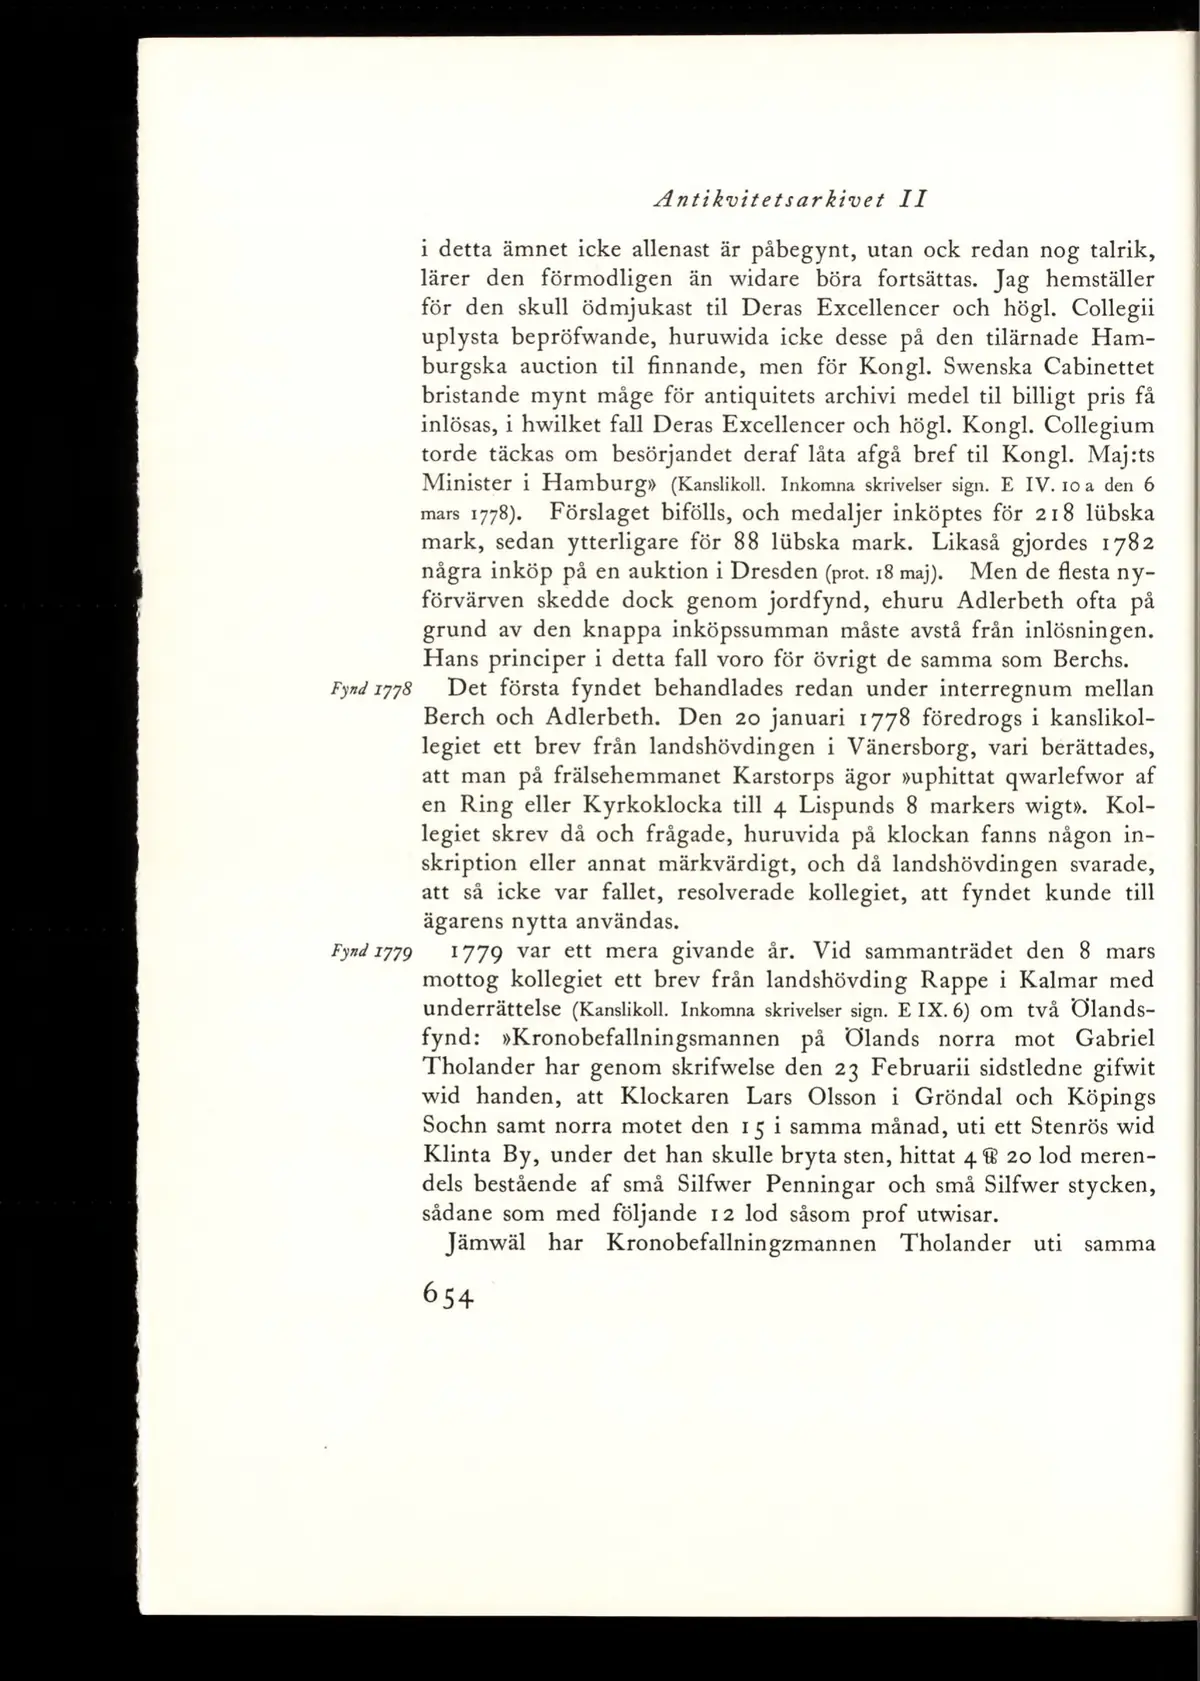 Antikvitetsarkivet II
i detta ämnet icke allenast är påbegynt, utan ock redan nog talrik,
lärer den förmodligen än widare böra fortsättas. Jag hemställer
för den skull ödmjukast til Deras Excellencer och högl. Collegii
uplysta bepröfwande, huruwida icke desse på den tilärnade Ham-
burgska auction til finnande, men för Kongl. Swenska Cabinettet
bristande mynt måge för antiquitets archivi medel til billigt pris få
inlösas, i hwilket fall Deras Excellencer och högl. Kongl. Collegium
torde täckas om besörjandet deraf låta afgå bref til Kongl. Maj:ts
Minister i Hamburg» (Kanslikoll. Inkomna skrivelser sign. E IV. 10 a den 6
mars 1778). Förslaget bifölls, och medaljer inköptes för 218 lübska
mark, sedan ytterligare för 88 lübska mark. Likaså gjordes 1782
några inköp på en auktion i Dresden (prot. 18 maj). Men de flesta ny-
förvärven skedde dock genom jordfynd, ehuru Adlerbeth ofta på
grund av den knappa inköpssumman måste avstå från inlösningen.
Hans principer i detta fall voro för övrigt de samma som Berchs.
Fynd 1778 Det första fyndet behandlades redan under interregnum mellan
Berch och Adlerbeth. Den 20 januari 1778 föredrogs i kanslikol-
legiet ett brev från landshövdingen i Vänersborg, vari berättades,
att man på frälsehemmanet Karstorps ägor »uphittat qwarlefwor af
en Ring eller Kyrkoklocka till 4 Lispunds 8 markers wigt». Kol-
legiet skrev då och frågade, huruvida på klockan fanns någon in-
skription eller annat märkvärdigt, och då landshövdingen svarade,
att så icke var fallet, resolverade kollegiet, att fyndet kunde till
ägarens nytta användas.
Fynd 1779 1779 var ett mera givande år. Vid sammanträdet den 8 mars
mottog kollegiet ett brev från landshövding Rappe i Kalmar med
underrättelse (Kanslikoll. Inkomna skrivelser sign. E IX. 6) om två Ölands-
fynd: »Kronobefallningsmannen på Ölands norra mot Gabriel
Tholander har genom skrifwelse den 23 Februarii sidstledne gifwit
wid handen, att Klockaren Lars Olsson i Gröndal och Köpings
Sochn samt norra motet den 15 i samma månad, uti ett Stenrös wid
Klinta By, under det han skulle bryta sten, hittat 4 ℔ 20 lod meren-
dels bestående af små Silfwer Penningar och små Silfwer stycken,
sådane som med följande 12 lod såsom prof utwisar.
Jämwäl har Kronobefallningzmannen Tholander uti samma
654